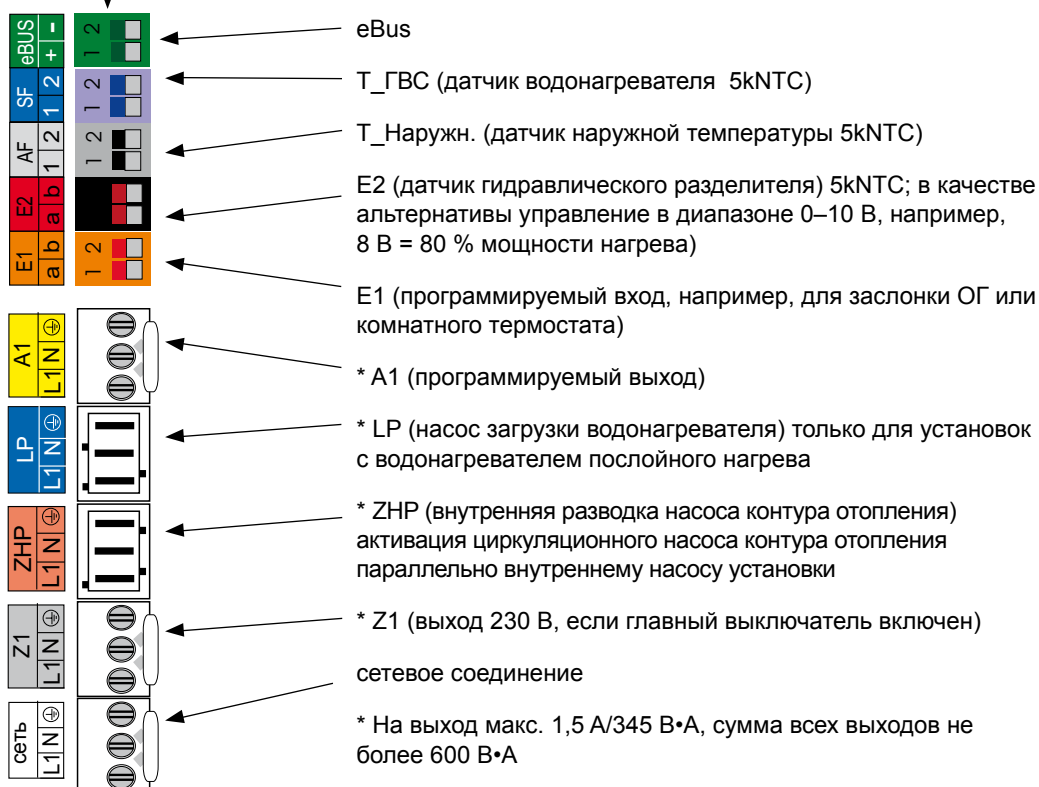 eBUS
+ -
1 2
eBus
SF
1 2
1 2
T_ГВС (датчик водонагревателя 5kNTC)
AF
1 2
1 2
T_Наружн. (датчик наружной температуры 5kNTC)
E2
a b
E2 (датчик гидравлического разделителя) 5kNTC; в качестве
альтернативы управление в диапазоне 0–10 В, например,
8 В = 80 % мощности нагрева)
E1
a b
1 2
E1 (программируемый вход, например, для заслонки ОГ или
комнатного термостата)
A1
L1 N
* A1 (программируемый выход)
LP
L1 N
* LP (насос загрузки водонагревателя) только для установок
с водонагревателем послойного нагрева
ZHP
L1 N
* ZHP (внутренняя разводка насоса контура отопления)
активация циркуляционного насоса контура отопления
параллельно внутреннему насосу установки
Z1
L1 N
* Z1 (выход 230 В, если главный выключатель включен)
сеть
L1 N
сетевое соединение
* На выход макс. 1,5 A/345 В•А, сумма всех выходов не
более 600 В•А